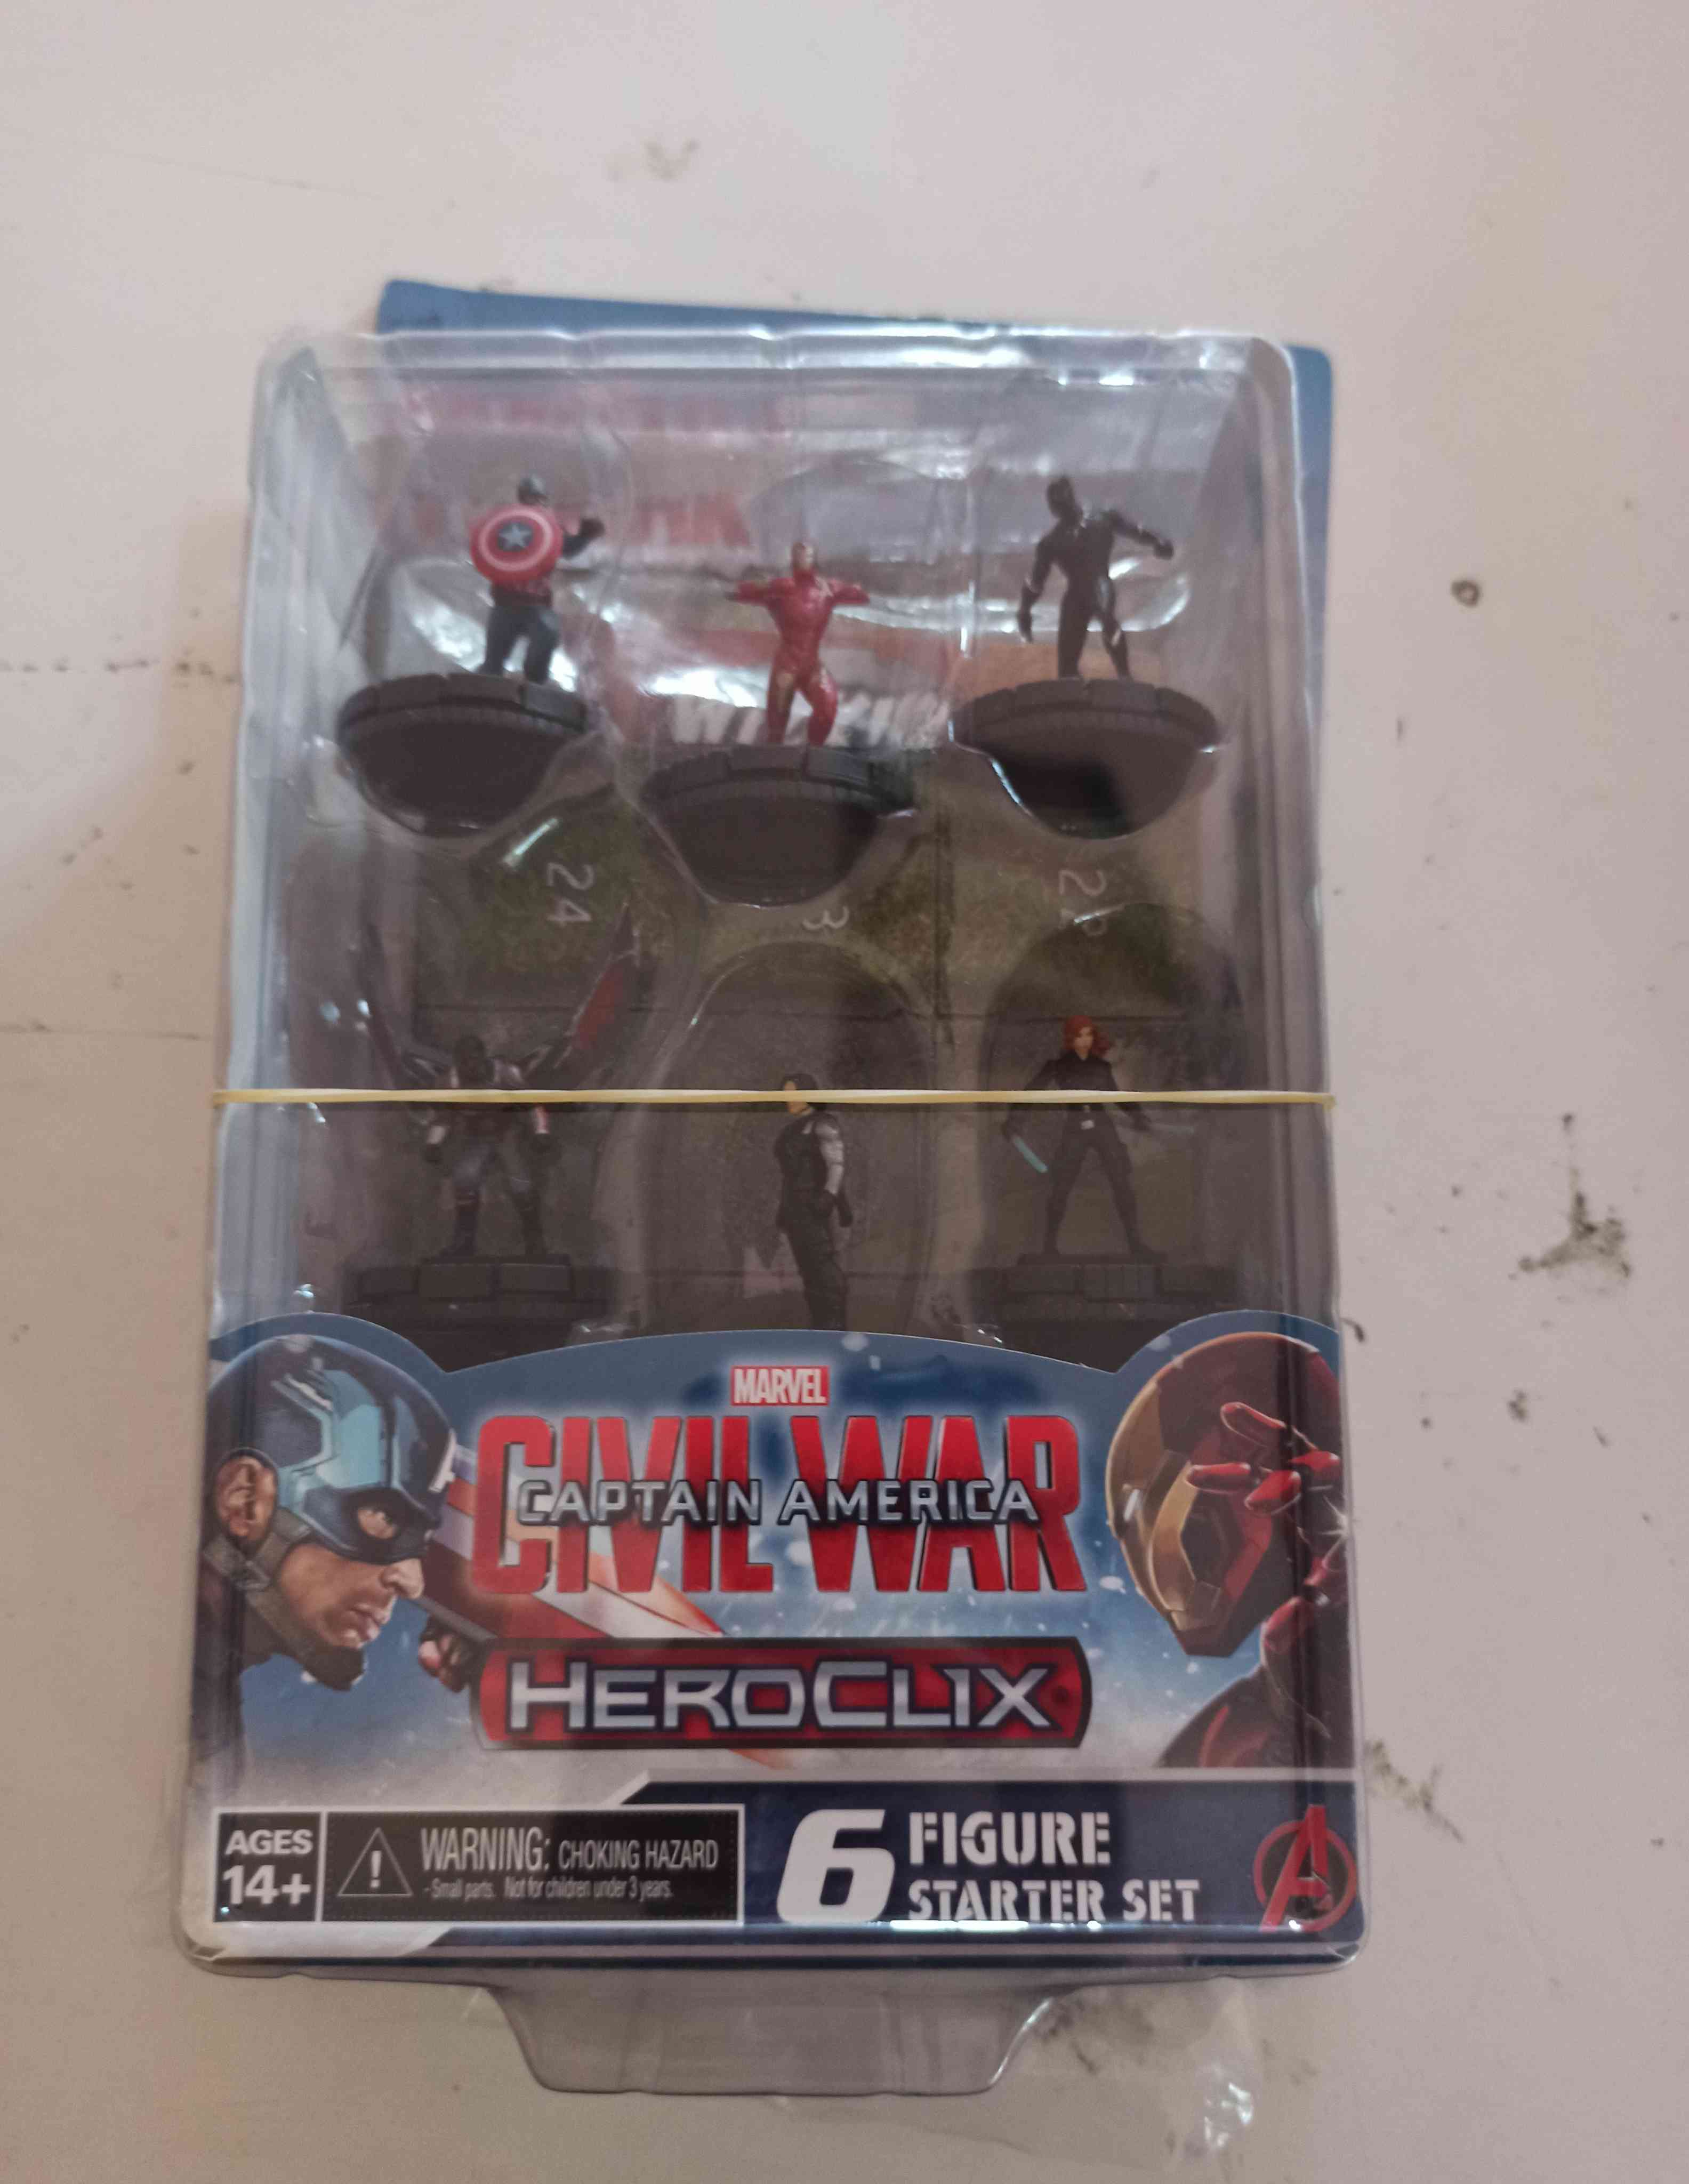 24
3
22
MARVEL
CIVIL WAR
CAPTAIN AMERICA
HEROCLIX
AGES
14+
WARNING: CHOKING HAZARD
- Small parts. Not for children under 3 years.
6 FIGURE
STARTER SET